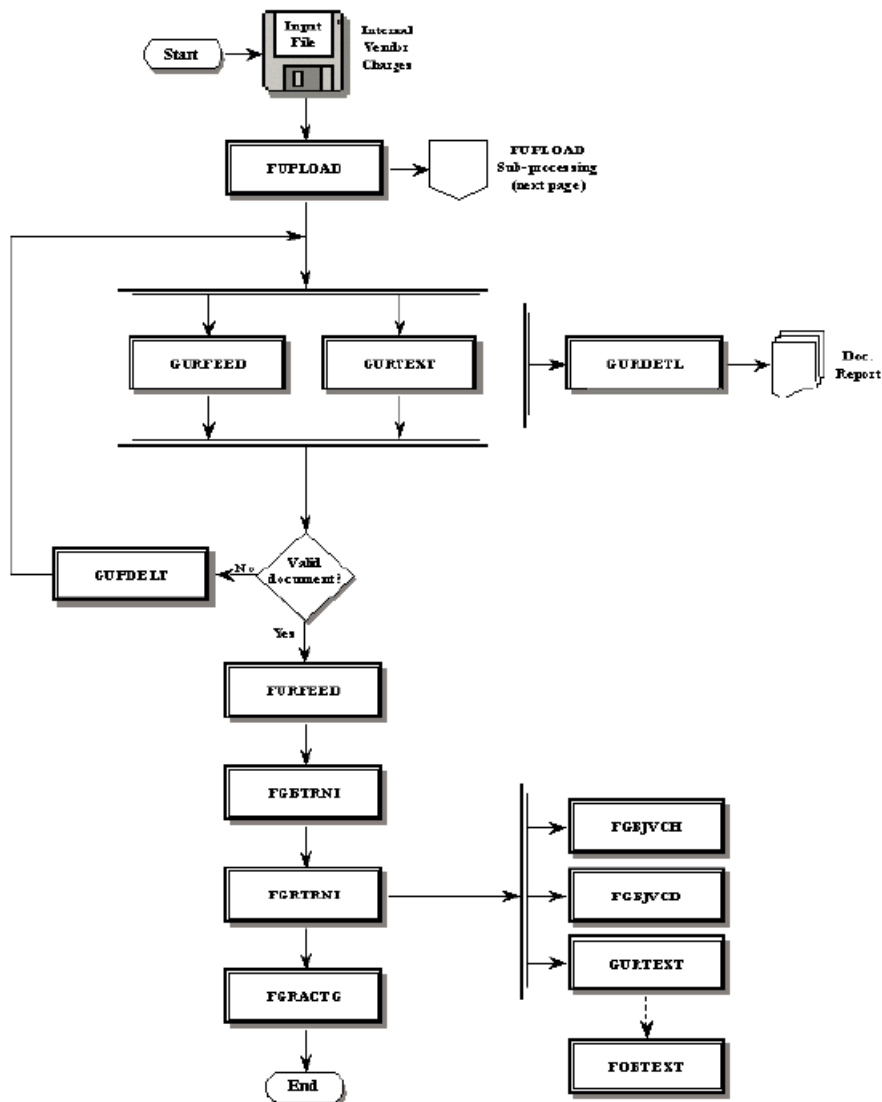 Start
Input
File
Internal
Vendor
Charges
FUPLOAD
FUPLOAD
Sub-processing
(next page)
GURFEED
GURTEXT
GURDETL
Doc.
Report
Valid
document?
No
GUPDELT
Yes
FURFEED
FGBTRNI
FGRTRNI
FGBJVCH
FGBJVCD
GURTEXT
FGRACTG
FOBTEXT
End